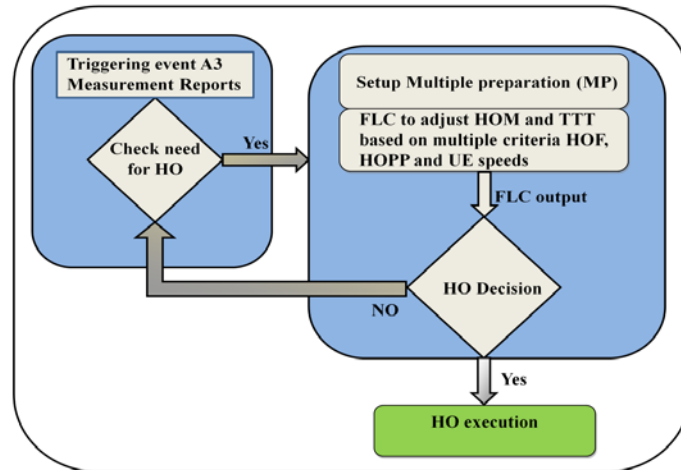 Triggering event A3
Measurement Reports
Check need
for HO
Yes
Setup Multiple preparation (MP)
FLC to adjust HOM and TTT
based on multiple criteria HOF,
HOPP and UE speeds
FLC output
HO Decision
NO
Yes
HO execution